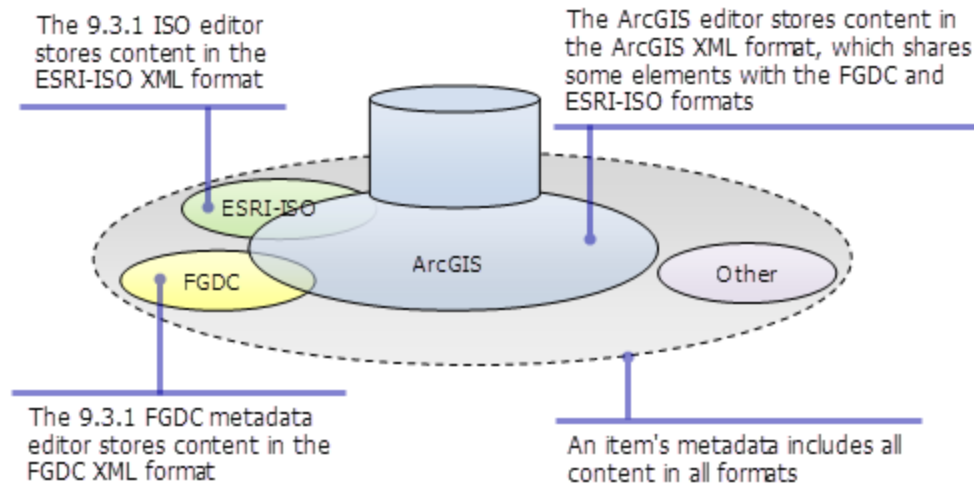 The 9.3.1 ISO editor
stores content in the
ESRI-ISO XML format
The ArcGIS editor stores content in
the ArcGIS XML format, which shares
some elements with the FGDC and
ESRI-ISO formats
ESRI-ISO
FGDC
ArcGIS
Other
The 9.3.1 FGDC metadata
editor stores content in the
FGDC XML format
An item's metadata includes all
content in all formats